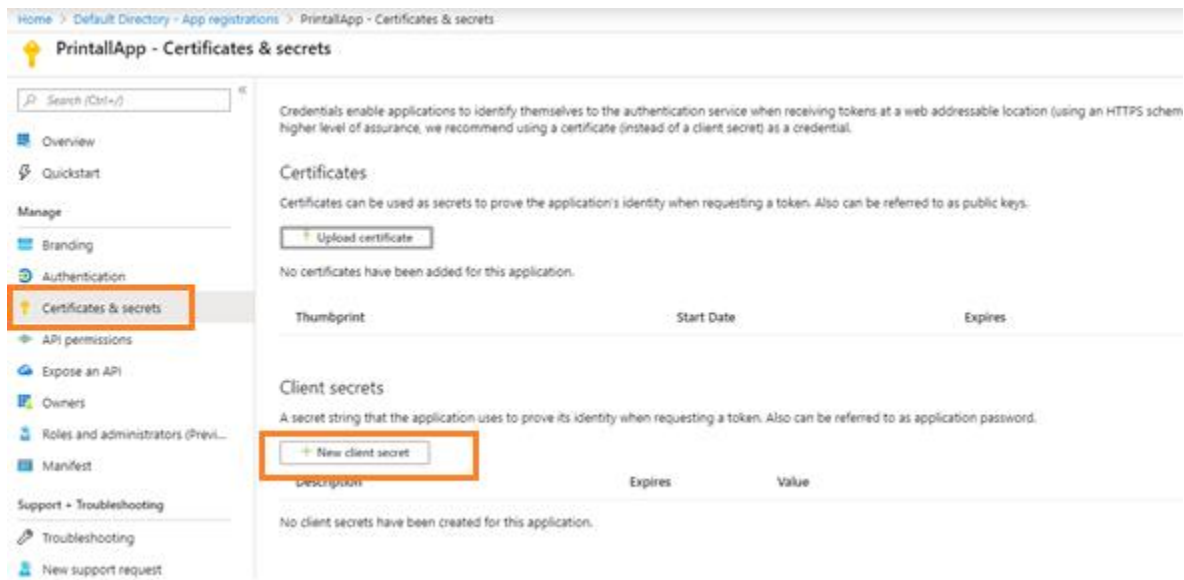 Home > Default Directory - App registrations > PrintallApp - Certificates & secrets
PrintallApp - Certificates & secrets
Search (Ctrl+/)
Overview
Quickstart
Manage
Branding
Authentication
Certificates & secrets
API permissions
Expose an API
Owners
Roles and administrators (Previ...
Manifest
Support + Troubleshooting
Troubleshooting
New support request
Credentials enable applications to identify themselves to the authentication service when receiving tokens at a web addressable location (using an HTTPS schem
higher level of assurance, we recommend using a certificate (instead of a client secret) as a credential.
Certificates
Certificates can be used as secrets to prove the application's identity when requesting a token. Also can be referred to as public keys.
Upload certificate
No certificates have been added for this application.
Thumbprint Start Date Expires
Client secrets
A secret string that the application uses to prove its identity when requesting a token. Also can be referred to as application password.
+ New client secret
Description Expires Value
No client secrets have been created for this application.